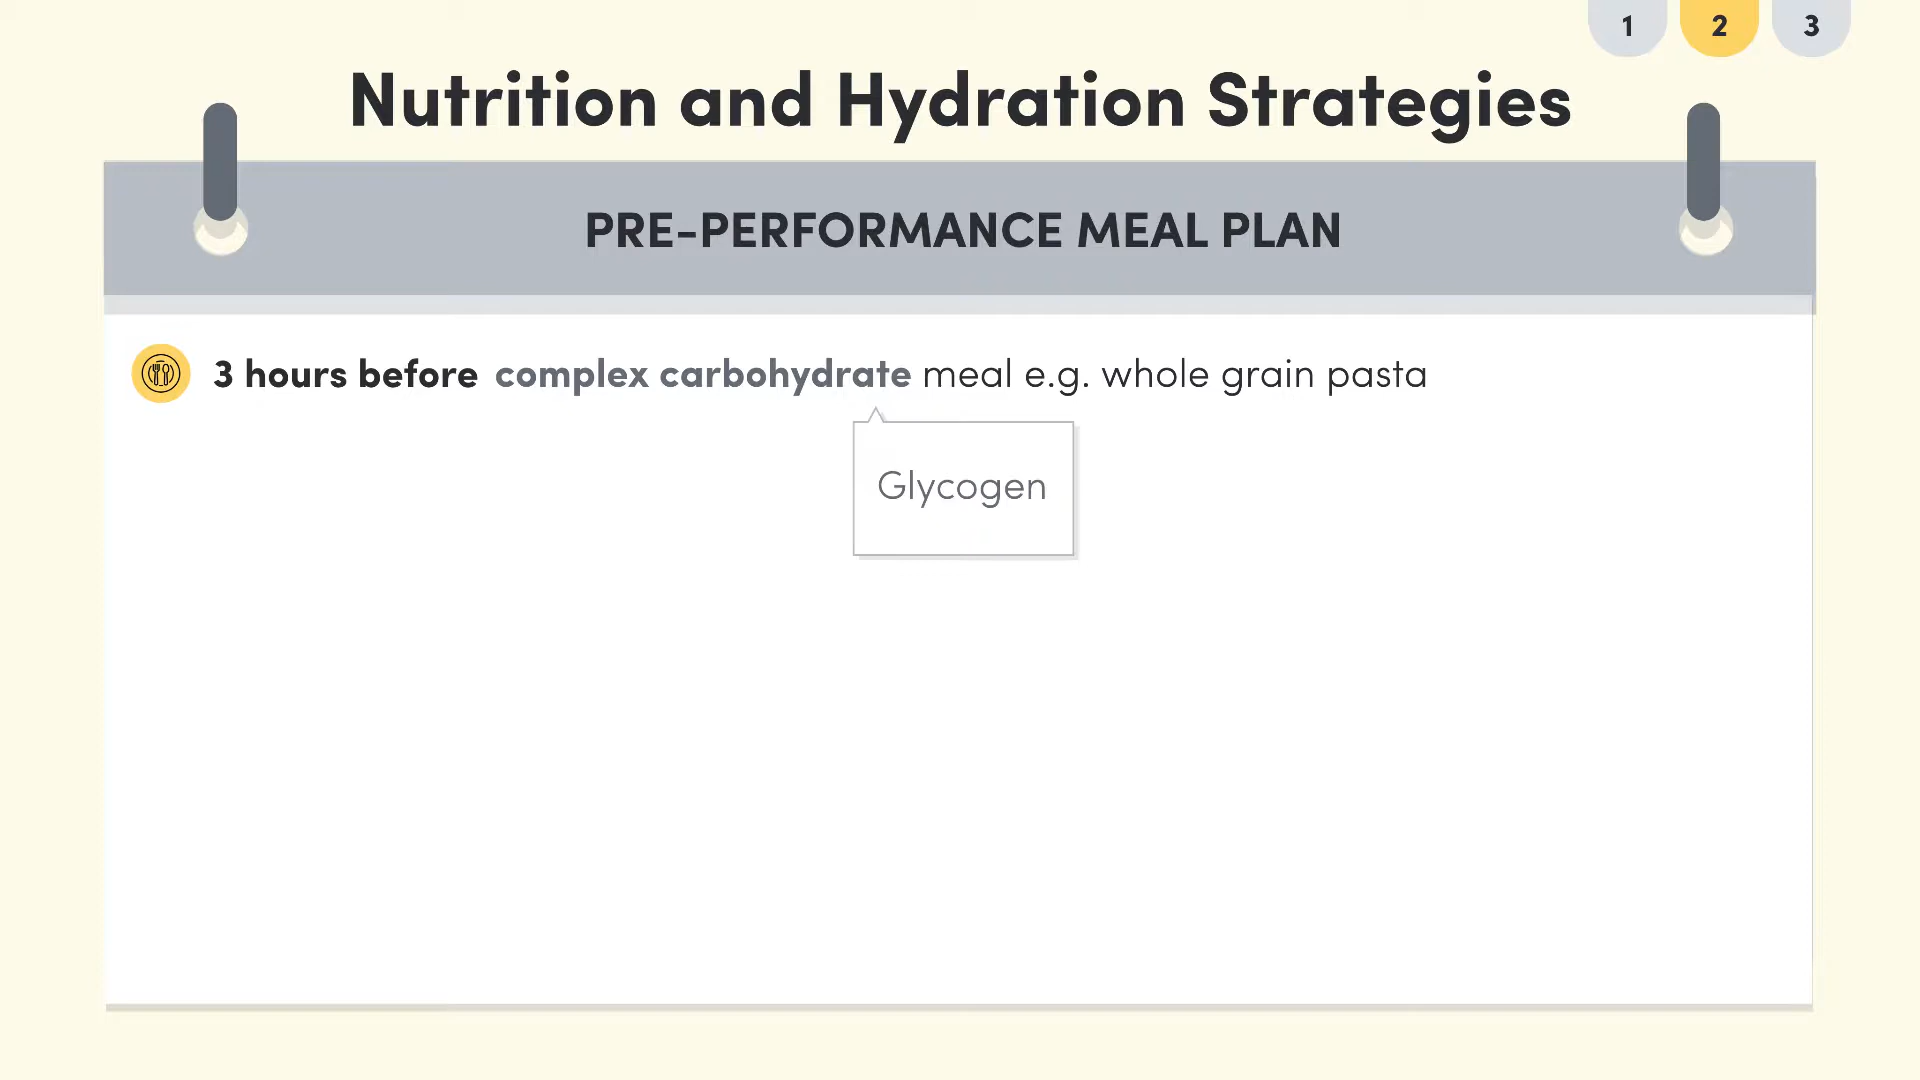 1 2 3
Nutrition and Hydration Strategies
PRE-PERFORMANCE MEAL PLAN
3 hours before complex carbohydrate meal e.g. whole grain pasta
Glycogen